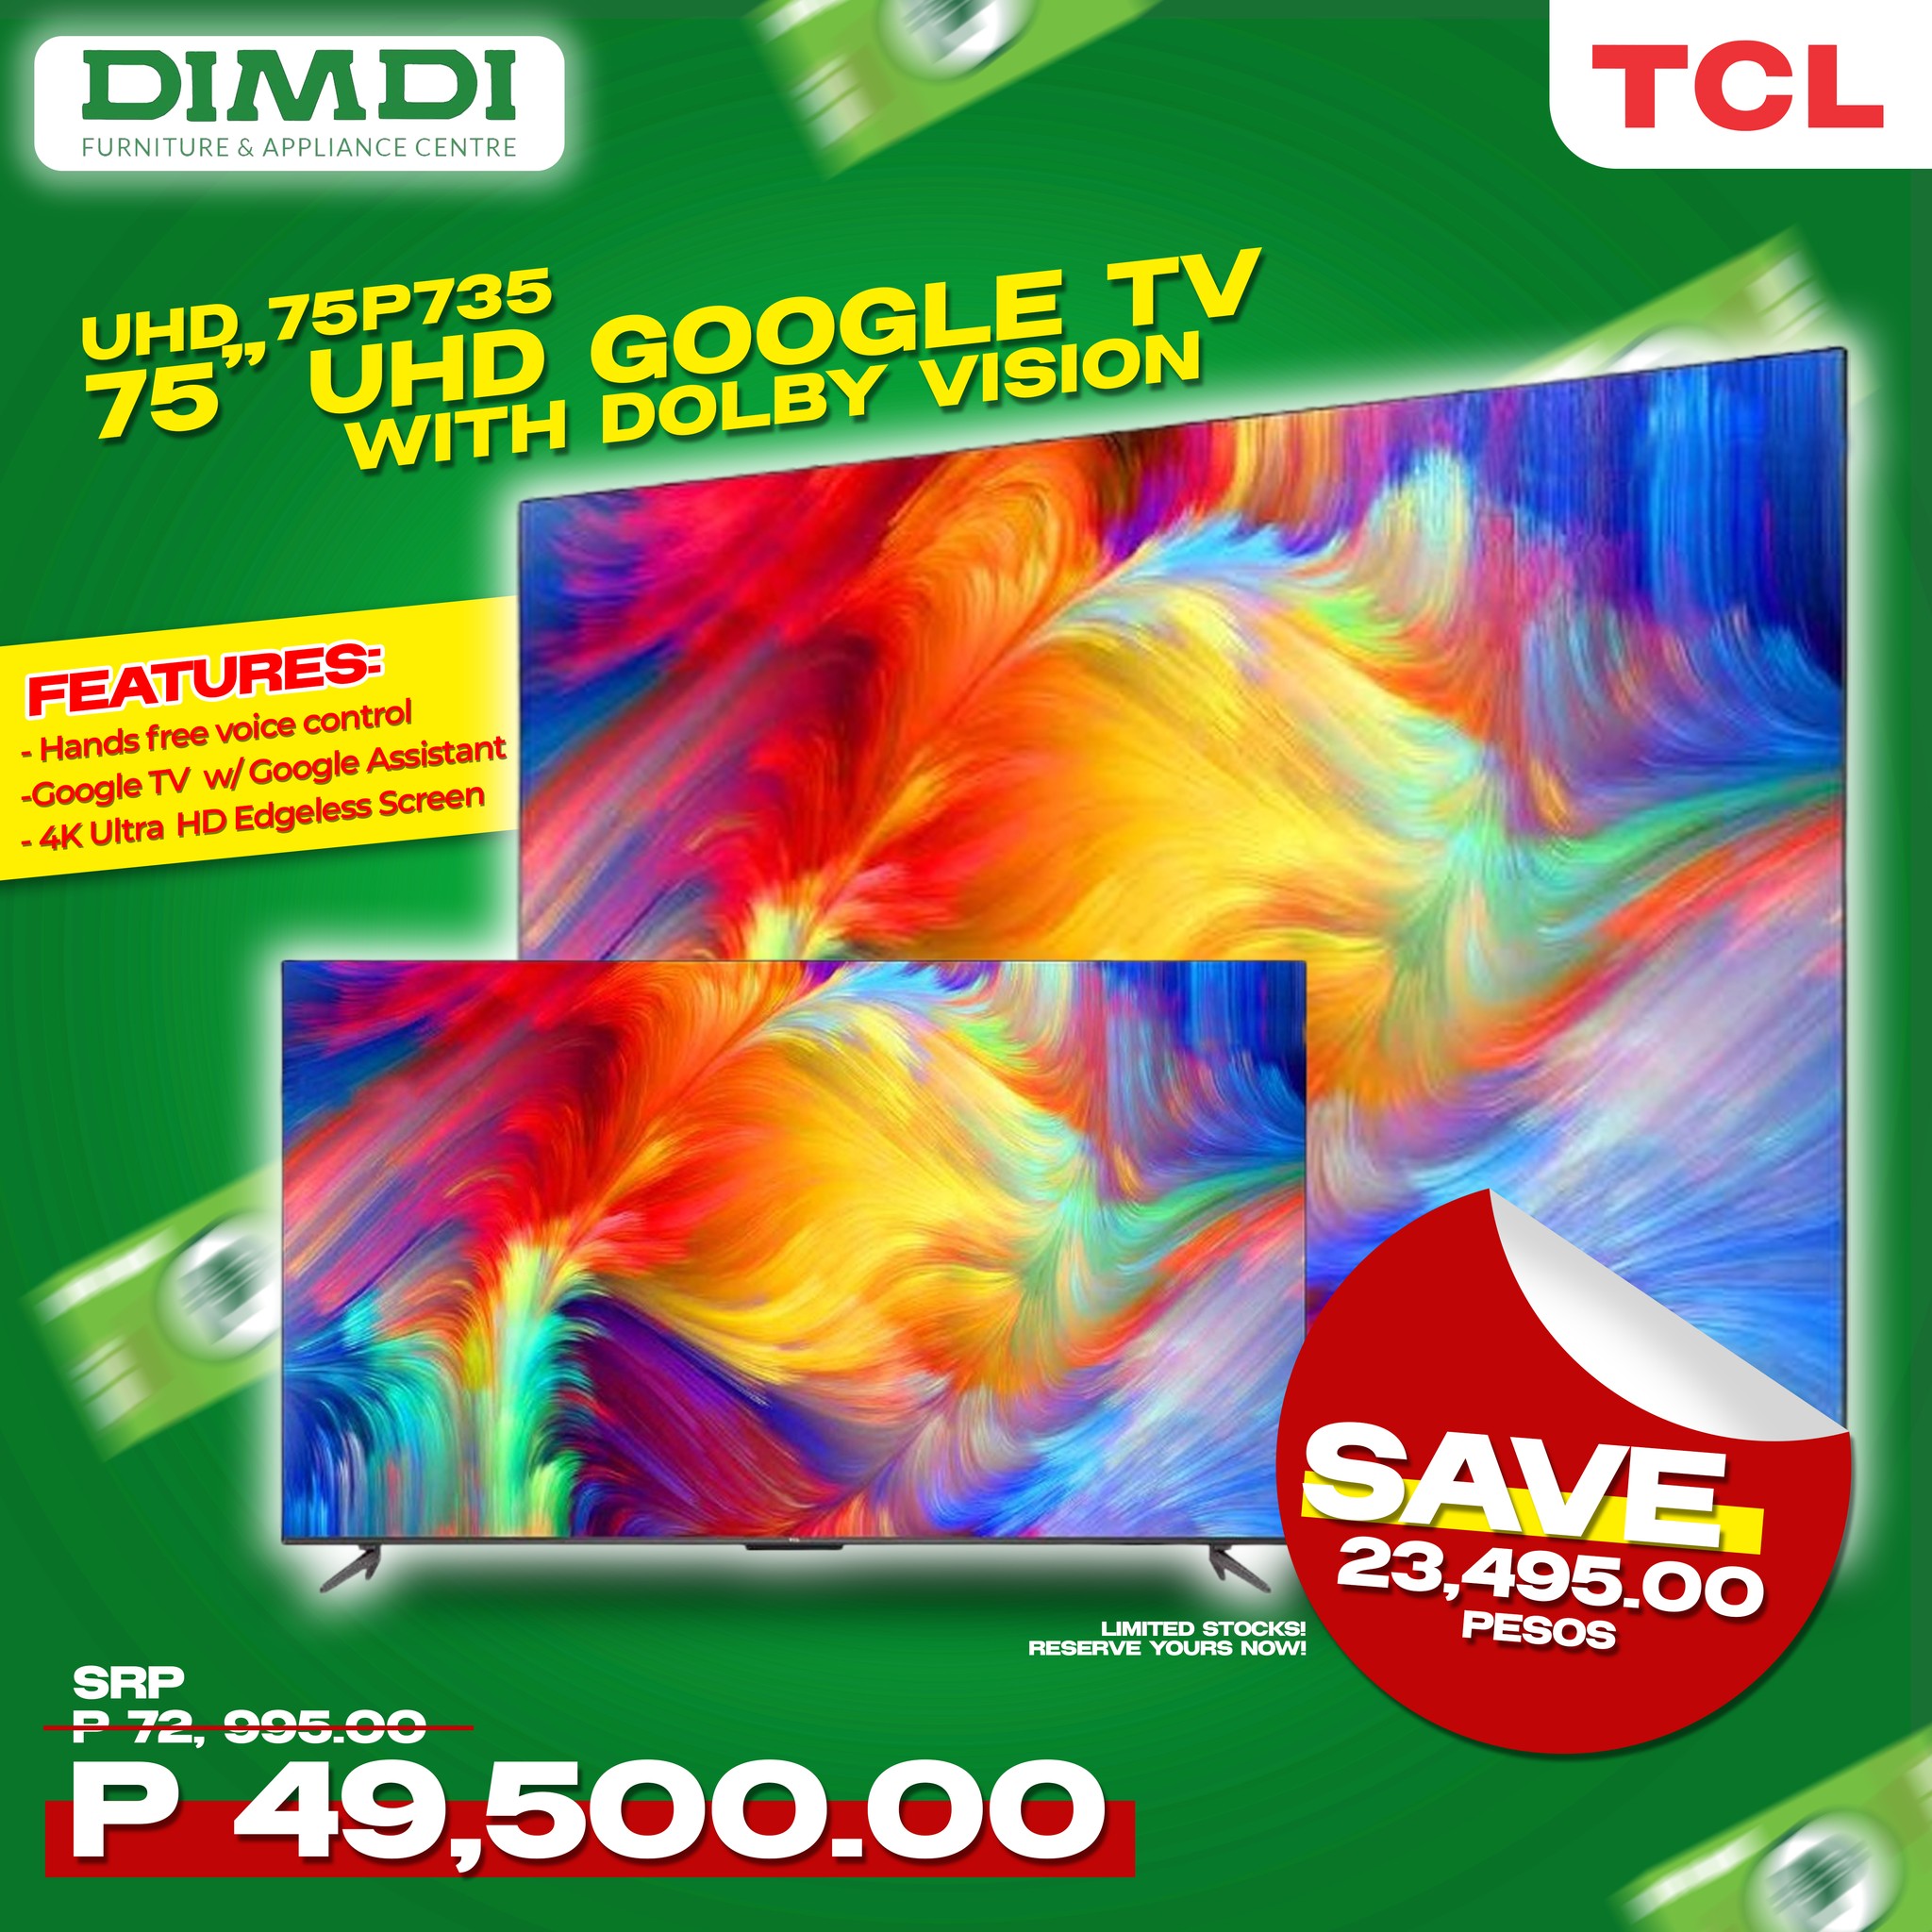 DIMDI
FURNITURE & APPLIANCE CENTRE
TCL
UHD 75P735
75” UHD GOOGLE TV
WITH DOLBY VISION
FEATURES:
- Hands free voice control
-Google TV w/ Google Assistant
- 4K Ultra HD Edgeless Screen
SAVE
23,495.00
PESOS
LIMITED STOCKS!
RESERVE YOURS NOW!
SRP
P 72, 995.00
P 49,500.00